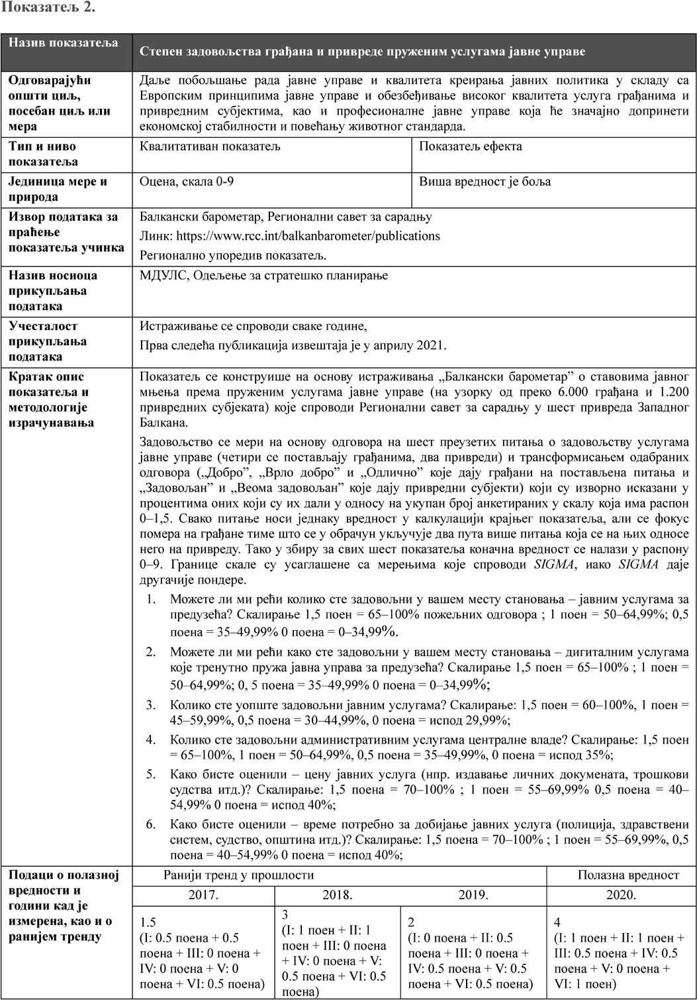 Показатељ 2.
Назив показатеља
Степен задовољства грађана и привреде пруженим услугама јавне управе
Одговарајући
општи циљ,
посебан циљ или
мера
Даље побољшање рада јавне управе и квалитета креирања јавних политика у складу са
Европским принципима јавне управе и обезбеђивање високог квалитета услуга грађанима и
привредним субјектима, као и професионалне јавне управе која ће значајно допринети
економској стабилности и повећању животног стандарда.
Тип и ниво
показатеља
Квалитативан показатељ
Показатељ ефекта
Јединица мере и
природа
Оцена, скала 0-9
Виша вредност је боља
Извор података за
праћење
показатеља учинка
Балкански барометар, Регионални савет за сарадњу
Линк: https://www.rcc.int/balkanbarometer/publications
Регионално упоредив показатељ.
Назив носиоца
прикупљања
података
МДУЛС, Одељење за стратешко планирање
Учесталост
прикупљања
података
Истраживање се спроводи сваке године,
Прва следећа публикација извештаја је у априлу 2021.
Кратак опис
показатеља и
методологије
израчунавања
Показатељ се конструише на основу истраживања „Балкански барометар” о ставовима јавног
мњења према пруженим услугама јавне управе (на узорку од преко 6.000 грађана и 1.200
привредних субјеката) које спроводи Регионални савет за сарадњу у шест привреда Западног
Балкана.
Задовољство се мери на основу одговора на шест преузетих питања о задовољству услугама
јавне управе (четири се постављају грађанима, два привреди) и трансформисањем одабраних
одговора („Добро”, „Врло добро” и „Одлично” које дају грађани на постављена питања и
„Задовољан” и „Веома задовољан” које дају привредни субјекти) који су изворно исказани у
процентима оних који су их дали у односу на укупан број анкетираних у скалу која има распон
0–1,5. Свако питање носи једнаку вредност у калкулацији крајњег показатеља, али се фокус
помера на грађане тиме што се у обрачун укључује два пута више питања која се на њих односе
него на привреду. Тако у збиру за свих шест показатеља коначна вредност се налази у распону
0–9. Границе скале су усаглашене са мерењима које спроводи SIGMA, иако SIGMA даје
другачије пондере.
1. Можете ли ми рећи колико сте задовољни у вашем месту становања – јавним услугама за
предузећа? Скалирање 1,5 поен = 65–100% пожељних одговора ; 1 поен = 50–64,99%; 0,5
поена = 35–49,99% 0 поена = 0–34,99%.
2. Можете ли ми рећи како сте задовољни у вашем месту становања – дигиталним услугама
које тренутно пружа јавна управа за предузећа? Скалирање 1,5 поен = 65–100% ; 1 поен =
50–64,99%; 0, 5 поена = 35–49,99% 0 поена = 0–34,99%;
3. Колико сте уопште задовољни јавним услугама? Скалирање: 1,5 поен = 60–100%, 1 поен =
45–59,99%, 0,5 поена = 30–44,99%, 0 поена = испод 29,99%;
4. Колико сте задовољни административним услугама централне владе? Скалирање: 1,5 поен
= 65–100%, 1 поен = 50–64,99%, 0,5 поена = 35–49,99%, 0 поена = испод 35%;
5. Како бисте оценили – цену јавних услуга (нпр. издавање личних докумената, трошкови
судства итд.)? Скалирање: 1,5 поена = 70–100% ; 1 поен = 55–69,99% 0,5 поена = 40–
54,99% 0 поена = испод 40%;
6. Како бисте оценили – време потребно за добијање јавних услуга (полиција, здравствени
систем, судство, општина итд.)? Скалирање: 1,5 поена = 70–100% ; 1 поен = 55–69,99%, 0,5
поена = 40–54,99% 0 поена = испод 40%;
Подаци о полазној
вредности и
години кад је
измерена, као и о
ранијем тренду
Ранији тренд у прошлости
Полазна вредност
2017.
2018.
2019.
2020.
1.5
(I: 0.5 поена + 0.5
поена + III: 0 поена +
IV: 0 поена + V: 0
поена + VI: 0.5 поена)
3
(I: 1 поен + II: 1
поен + III: 0 поена
+ IV: 0 поена + V:
0.5 поена + VI: 0.5
поена)
2
(I: 0 поена + II: 0.5
поена + III: 0 поена +
IV: 0.5 поена + V: 0.5
поена + VI: 0.5 поена)
4
(I: 1 поен + II: 1 поен +
III: 0.5 поена + IV: 0.5
поена + V: 0 поена +
VI: 1 поен)